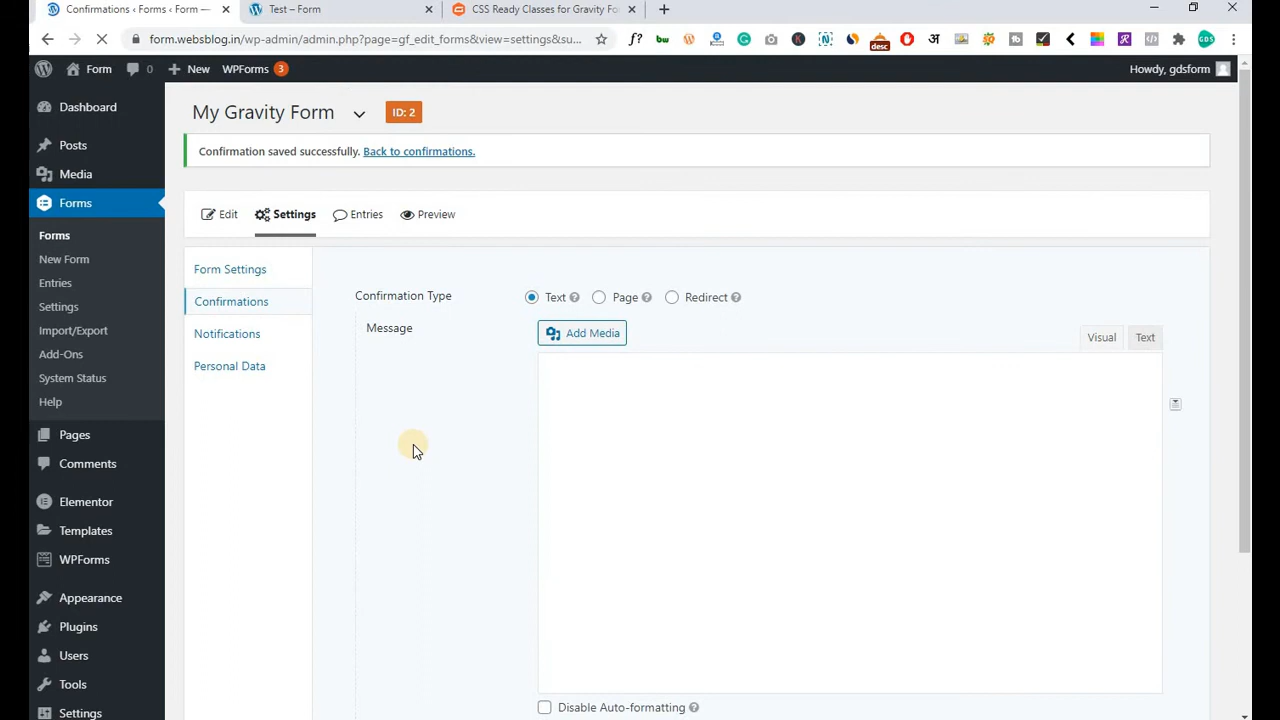 Confirmations ‹ Forms ‹ Form —
Test – Form
CSS Ready Classes for Gravity Fo
form.websblog.in/wp-admin/admin.php?page=gf_edit_forms&view=settings&su...
f?
bw
desc
अ
GDS
Form
0
New
WPForms 3
Howdy, gdsform
Dashboard
Posts
Media
Forms
Forms
New Form
Entries
Settings
Import/Export
Add-Ons
System Status
Help
Pages
Comments
Elementor
Templates
WPForms
Appearance
Plugins
Users
Tools
Settings
My Gravity Form
ID: 2
Confirmation saved successfully. Back to confirmations.
Edit
Settings
Entries
Preview
Form Settings
Confirmations
Notifications
Personal Data
Confirmation Type
Text
Page
Redirect
Message
Add Media
Visual
Text
Disable Auto-formatting